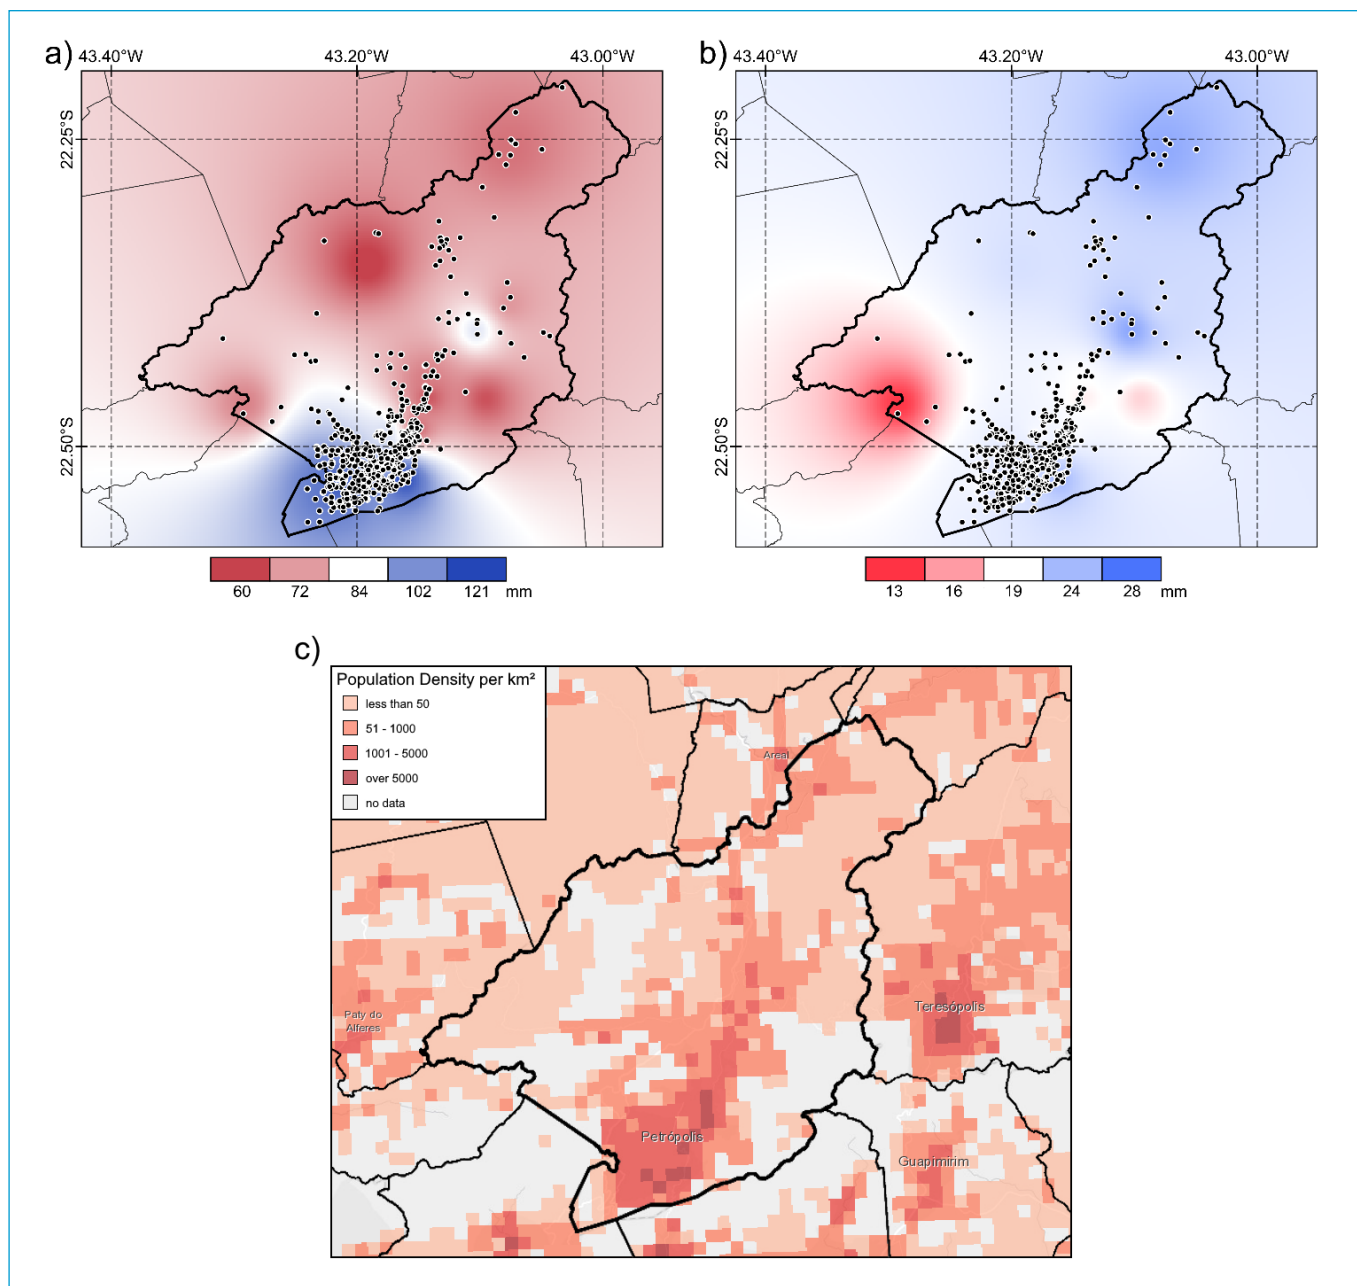 a)
43.40°W 43.20°W 43.00°W
22.25°S
22.50°S
60 72 84 102 121 mm
b)
43.40°W 43.20°W 43.00°W
22.25°S
22.50°S
13 16 19 24 28 mm
c)
Population Density per km²
less than 50
51 - 1000
1001 - 5000
over 5000
no data
Areal
Paty do
Alferes
Teresópolis
Petrópolis
Guapimirim